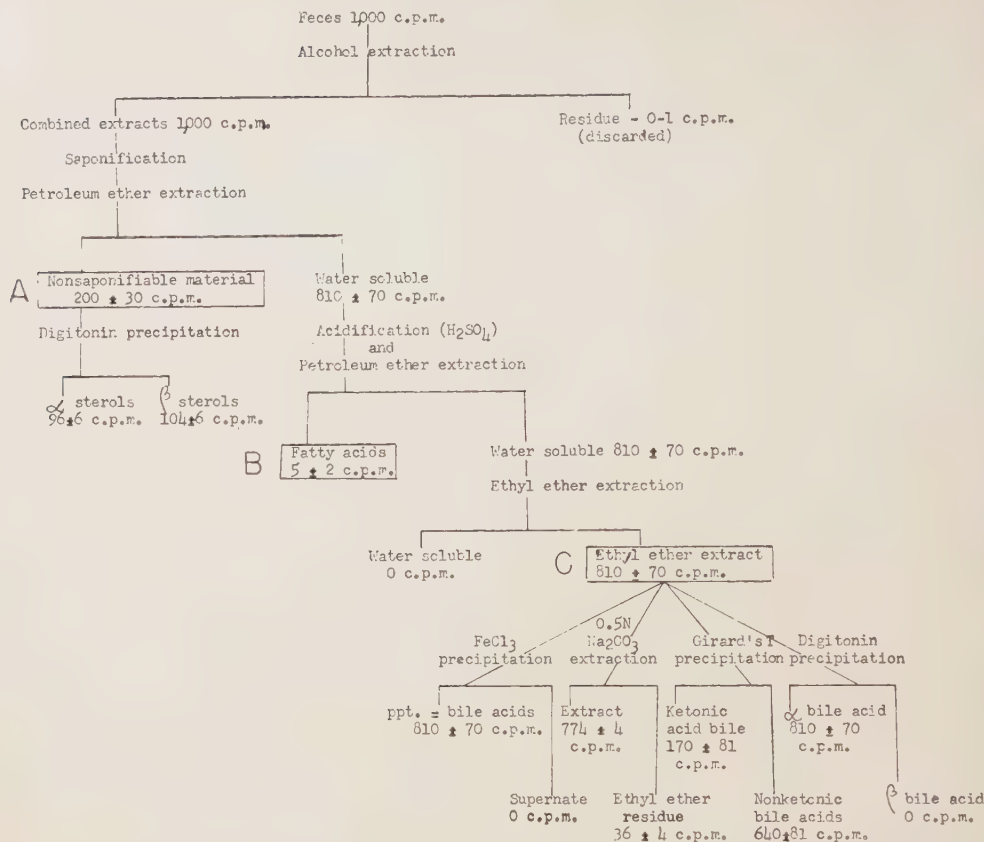 Feces 1,000 c.p.m.
Alcohol extraction
Combined extracts 1,000 c.p.m.
Residue - 0-1 c.p.m.
(discarded)
Saponification
Petroleum ether extraction
A
Nonsaponifiable material
200 ± 30 c.p.m.
Water soluble
810 ± 70 c.p.m.
Digitonin precipitation
Acidification (H₂SO₄)
and
Petroleum ether extraction
α sterols
96±6 c.p.m.
β sterols
104±6 c.p.m.
B
Fatty acids
5 ± 2 c.p.m.
Water soluble 810 ± 70 c.p.m.
Ethyl ether extraction
Water soluble
0 c.p.m.
C
Ethyl ether extract
810 ± 70 c.p.m.
FeCl₃
precipitation
0.5N
Na₂CO₃
extraction
Girard's T
precipitation
Digitonin
precipitation
ppt. = bile acids
810 ± 70 c.p.m.
Extract
774 ± 4
c.p.m.
Ketonic
acid bile
170 ± 81
c.p.m.
α bile acid
810 ± 70
c.p.m.
Supernate
0 c.p.m.
Ethyl ether
residue
36 ± 4 c.p.m.
Nonketonic
bile acids
640±81 c.p.m.
β bile acid
0 c.p.m.